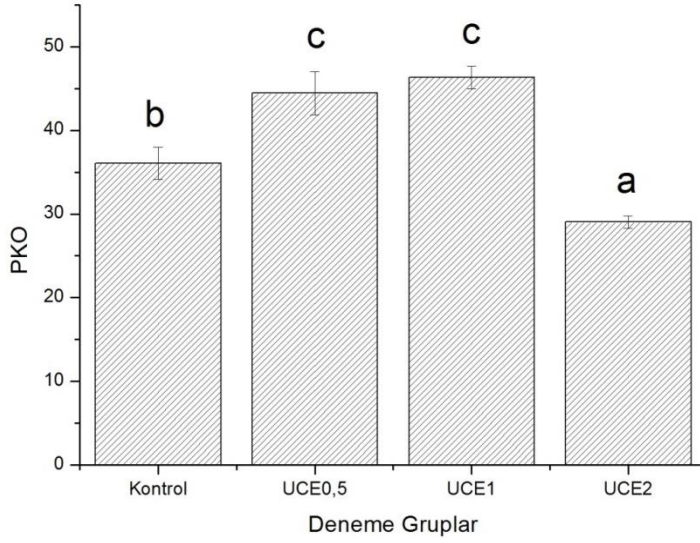 50
40
30
20
10
0
PKO
b
c
c
a
Kontrol
UCE0,5
UCE1
UCE2
Deneme Gruplar